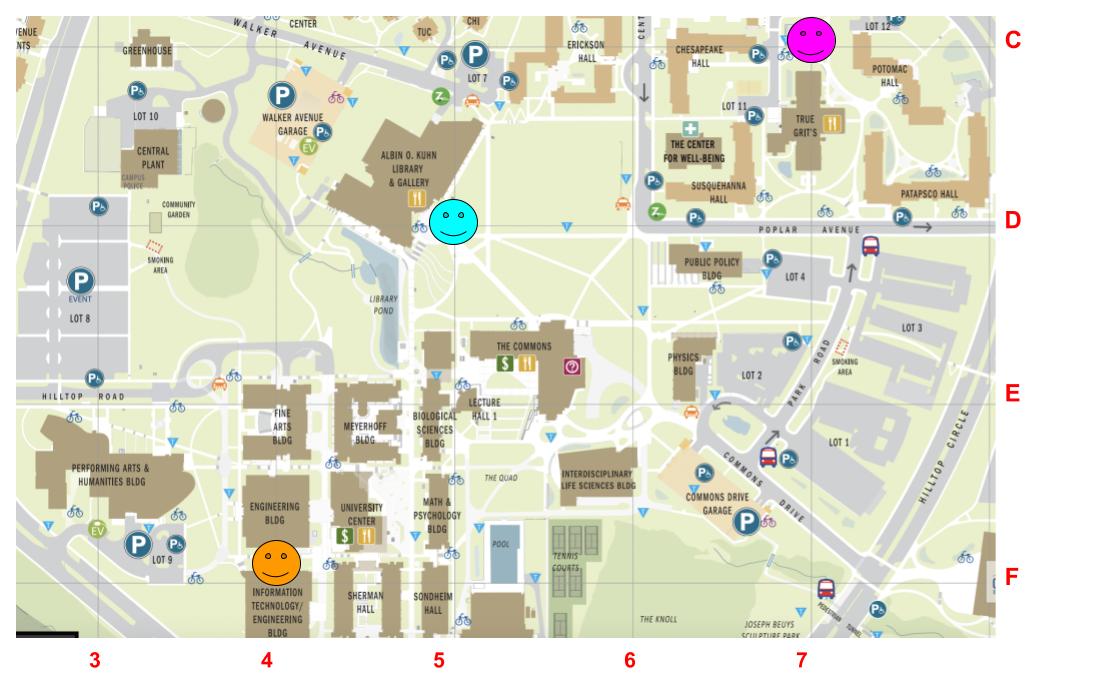 CENTER
WALKER AVENUE
TUC
CHI
CENT
LOT 12
C
ENUE
NTS
GREENHOUSE
P
LOT 7
ERICKSON
HALL
CHESAPEAKE
HALL
POTOMAC
HALL
LOT 10
P
WALKER AVENUE
GARAGE
EV
Z
LOT 11
TRUE
GRIT'S
CENTRAL
PLANT
CAMPUS
POLICE
ALBIN O. KUHN
LIBRARY
& GALLERY
THE CENTER
FOR WELL-BEING
SUSQUEHANNA
HALL
PATAPSCO HALL
COMMUNITY
GARDEN
Z
POPLAR AVENUE
D
SMOKING
AREA
P
EVENT
LOT 8
LIBRARY
POND
PUBLIC POLICY
BLDG
LOT 4
LOT 3
THE COMMONS
$
?
PHYSICS
BLDG
LOT 2
SMOKING
AREA
PARK ROAD
HILLTOP ROAD
E
FINE
ARTS
BLDG
MEYERHOFF
BLDG
BIOLOGICAL
SCIENCES
BLDG
LECTURE
HALL 1
LOT 1
HILLTOP CIRCLE
PERFORMING ARTS &
HUMANITIES BLDG
THE QUAD
INTERDISCIPLINARY
LIFE SCIENCES BLDG
COMMONS DRIVE
COMMONS DRIVE
GARAGE
P
ENGINEERING
BLDG
UNIVERSITY
CENTER
$
MATH &
PSYCHOLOGY
BLDG
EV
P
LOT 9
POOL
TENNIS
COURTS
F
INFORMATION
TECHNOLOGY/
ENGINEERING
BLDG
SHERMAN
HALL
SONDHEIM
HALL
THE KNOLL
JOSEPH BEUYS
SCULPTURE PARK
PEDESTRIAN TUNNEL
3 4 5 6 7